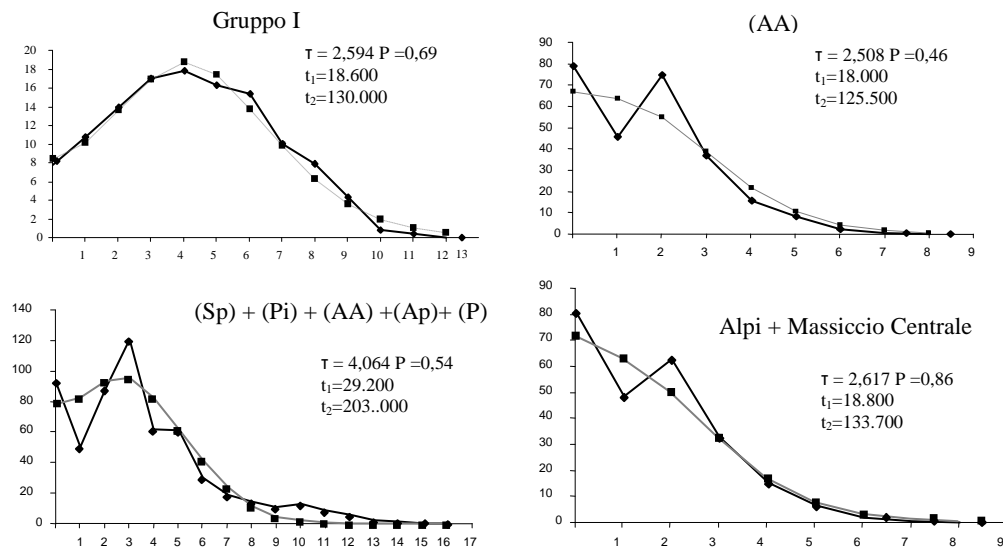 Gruppo I
τ = 2,594 P =0,69
t1=18.600
t2=130.000
20
18
16
14
12
10
8
6
4
2
0
1 2 3 4 5 6 7 8 9 10 11 12 13
(AA)
τ = 2,508 P =0,46
t1=18.000
t2=125.500
90
80
70
60
50
40
30
20
10
0
1 2 3 4 5 6 7 8 9
(Sp) + (Pi) + (AA) +(Ap)+ (P)
τ = 4,064 P =0,54
t1=29.200
t2=203..000
140
120
100
80
60
40
20
0
1 2 3 4 5 6 7 8 9 10 11 12 13 14 15 16 17
Alpi + Massiccio Centrale
τ = 2,617 P =0,86
t1=18.800
t2=133.700
90
80
70
60
50
40
30
20
10
0
1 2 3 4 5 6 7 8 9